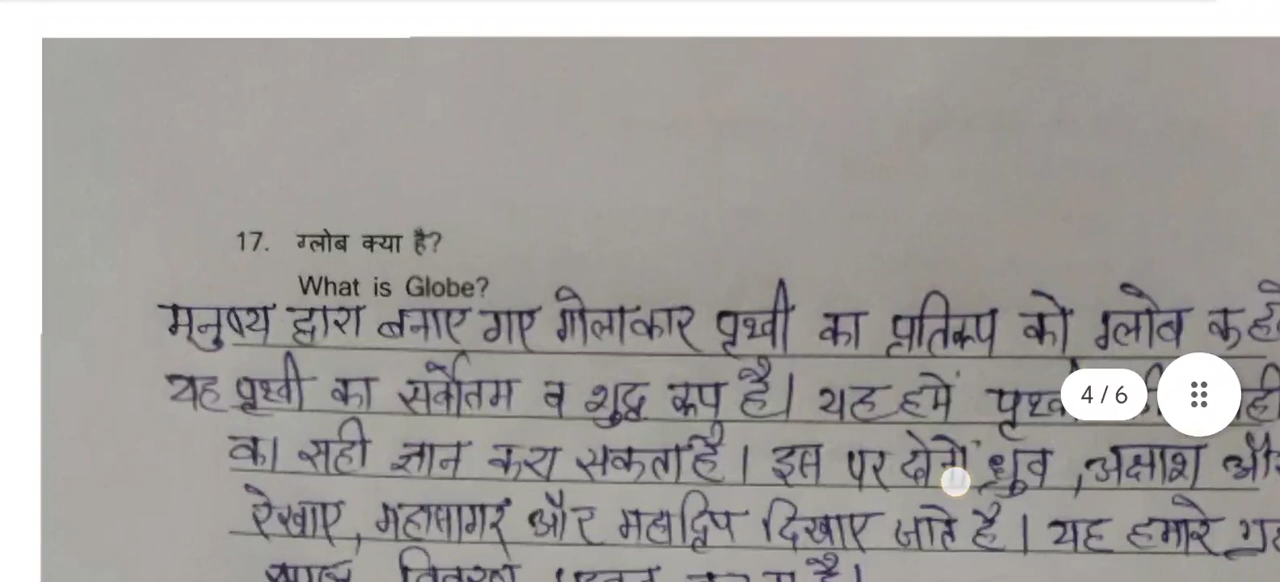 17. ग्लोब क्या है?
What is Globe?
मनुष्य द्वारा बनाए गए गोलाकार पृथ्वी का प्रतिरूप को ग्लोब
यह पृथ्वी का सर्वोतम व शुद्ध रूप है। यह हमें
4 / 6
का सही ज्ञान करा सकता है। इस पर दोनों ध्रुव, अक्षाश
रेखाए, महासागर और महाद्विप दिखाए जाते है। यह हमारे
है।